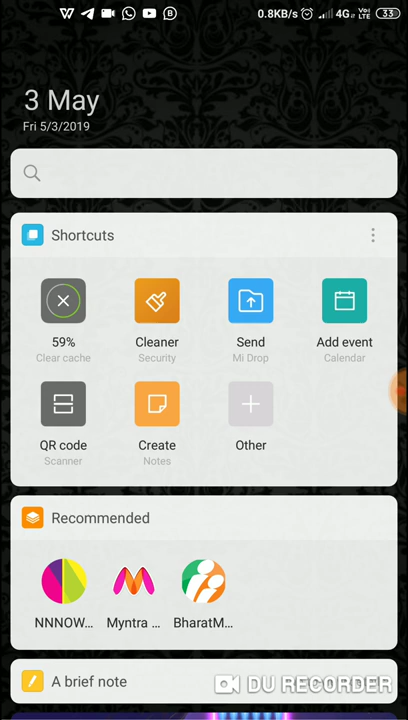 0.8KB/s 4G VoLTE 33
3 May
Fri 5/3/2019
Shortcuts
59% Cleaner Send Add event
Clear cache Security Mi Drop Calendar
QR code Create Other
Scanner Notes
Recommended
NNNOW... Myntra ... BharatM...
A brief note
DU RECORDER